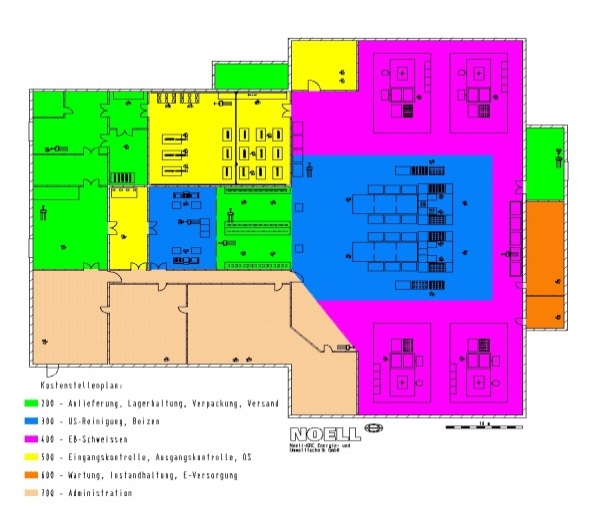 Kostenstellenplan:
200 - Anlieferung, Lagerhaltung, Verpackung, Versand
300 - US-Reinigung, Beizen
400 - EB-Schweissen
500 - Eingangskontrolle, Ausgangskontrolle, QS
600 - Wartung, Instandhaltung, E-Versorgung
700 - Administration
10 m
NOELL
Noell-KRC Energie- und
Umwelttechnik GmbH